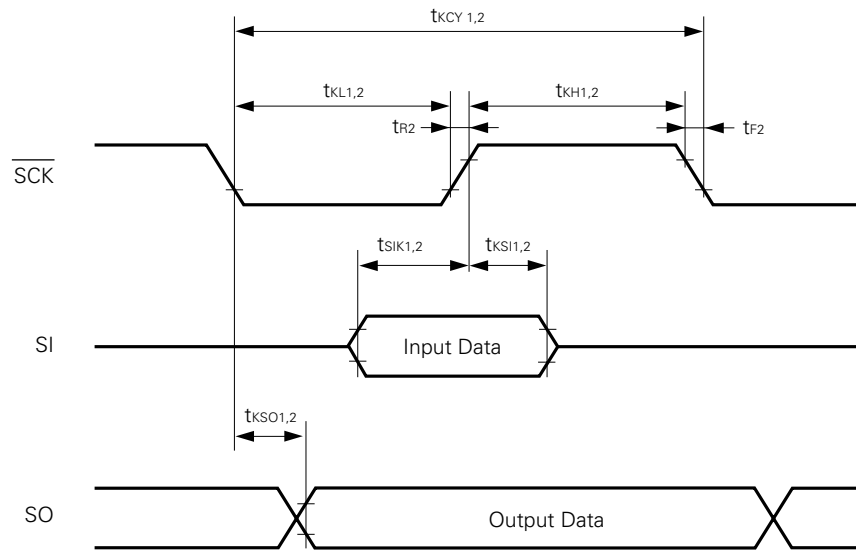 tKCY 1,2
tKL1,2
tKH1,2
tR2
tF2
SCK
tSIK1,2
tKSI1,2
SI
Input Data
tKSO1,2
SO
Output Data